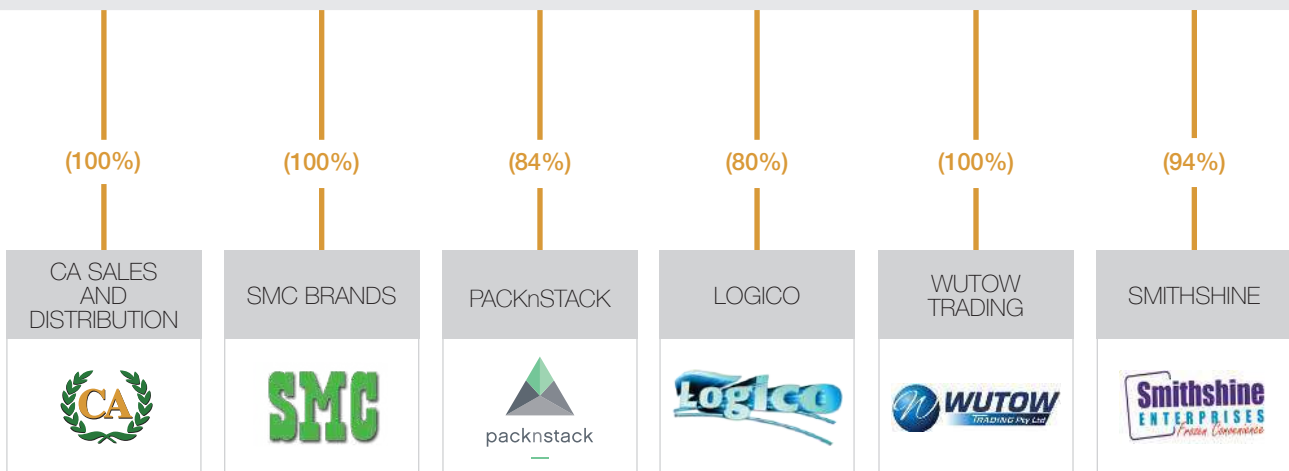 (100%)
(100%)
(84%)
(80%)
(100%)
(94%)
CA SALES
AND
DISTRIBUTION
SMC BRANDS
PACKnSTACK
LOGICO
WUTOW
TRADING
SMITHSHINE
CA
SMC
packnstack
Logico
W WUTOW
TRADING Pty Ltd
Smithshine
ENTERPRISES
Frozen Convenience